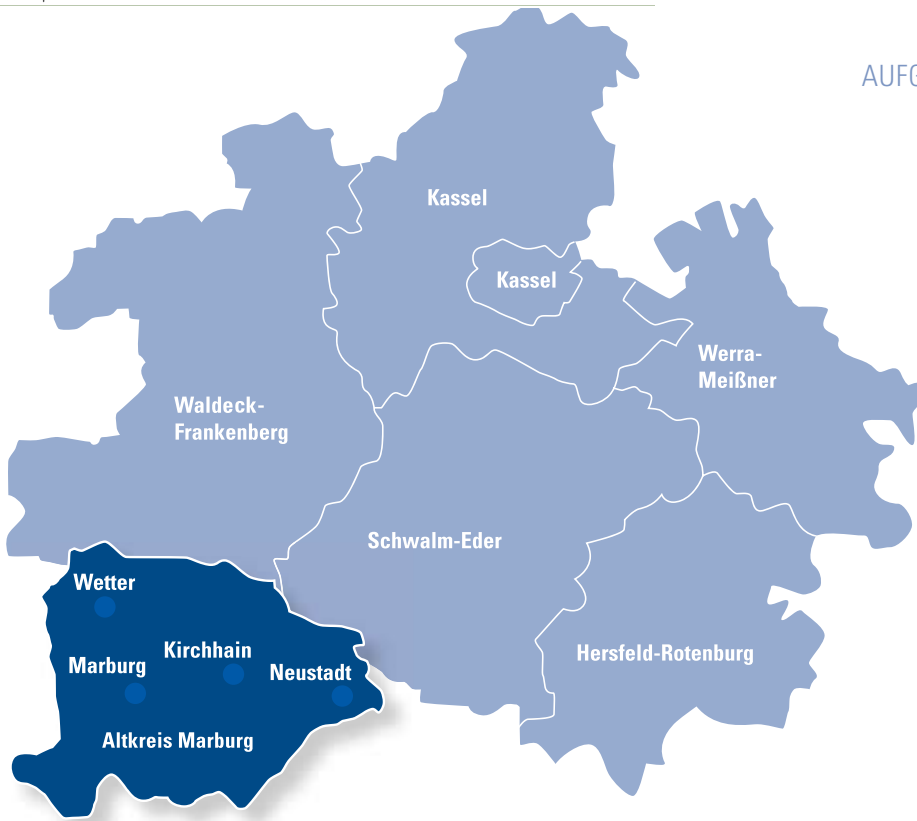 AUFG
Kassel
Kassel
Werra-
Meißner
Waldeck-
Frankenberg
Schwalm-Eder
Wetter
Kirchhain
Marburg
Neustadt
Hersfeld-Rotenburg
Altkreis Marburg